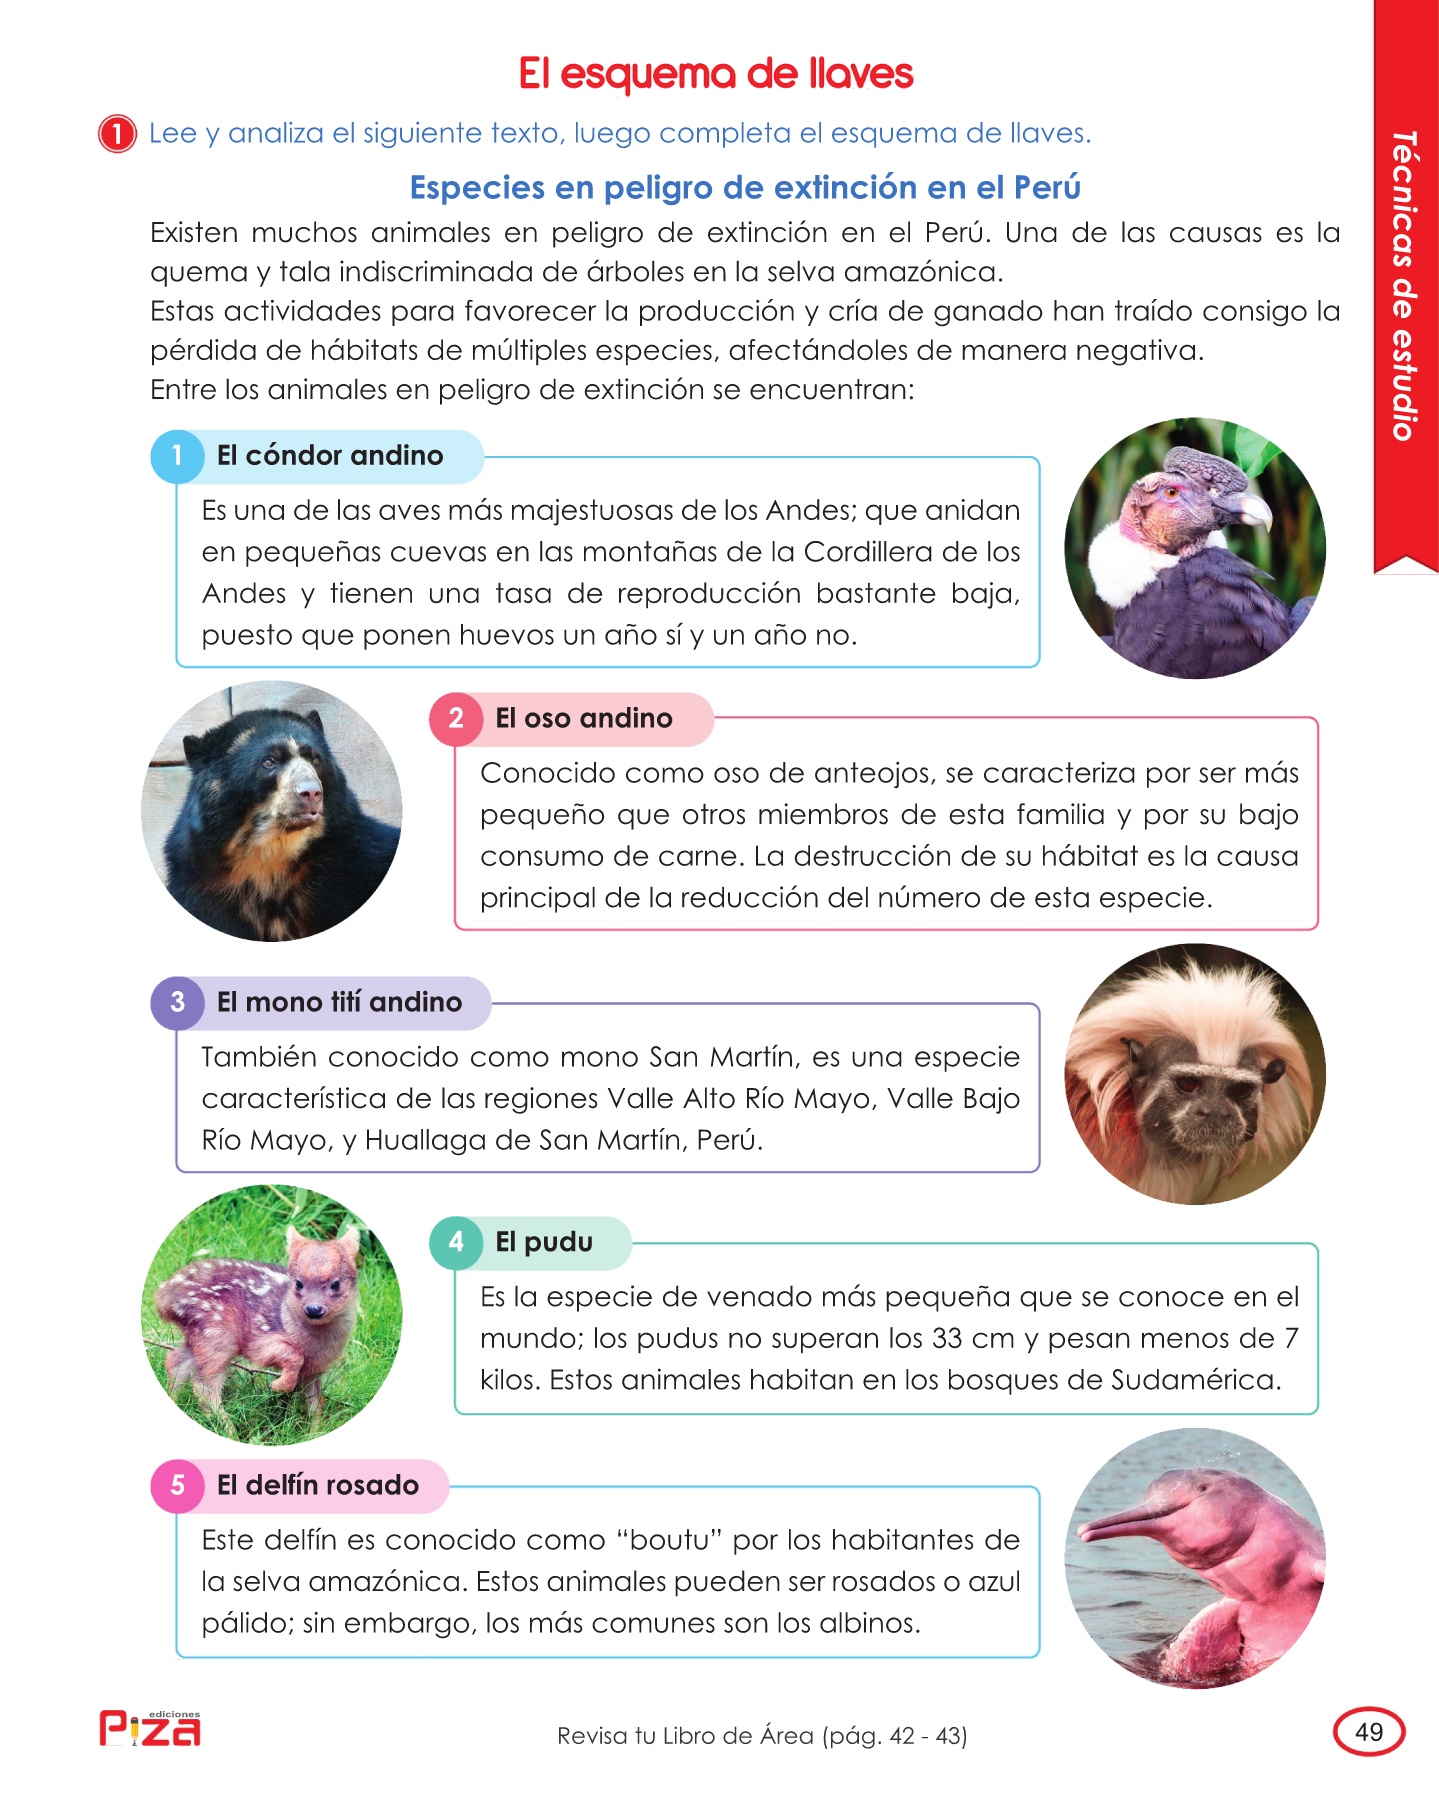 El esquema de llaves
1 Lee y analiza el siguiente texto, luego completa el esquema de llaves.
Especies en peligro de extinción en el Perú
Existen muchos animales en peligro de extinción en el Perú. Una de las causas es la
quema y tala indiscriminada de árboles en la selva amazónica.
Estas actividades para favorecer la producción y cría de ganado han traído consigo la
pérdida de hábitats de múltiples especies, afectándoles de manera negativa.
Entre los animales en peligro de extinción se encuentran:
Técnicas de estudio
1 El cóndor andino
Es una de las aves más majestuosas de los Andes; que anidan
en pequeñas cuevas en las montañas de la Cordillera de los
Andes y tienen una tasa de reproducción bastante baja,
puesto que ponen huevos un año sí y un año no.
2 El oso andino
Conocido como oso de anteojos, se caracteriza por ser más
pequeño que otros miembros de esta familia y por su bajo
consumo de carne. La destrucción de su hábitat es la causa
principal de la reducción del número de esta especie.
3 El mono tití andino
También conocido como mono San Martín, es una especie
característica de las regiones Valle Alto Río Mayo, Valle Bajo
Río Mayo, y Huallaga de San Martín, Perú.
4 El pudu
Es la especie de venado más pequeña que se conoce en el
mundo; los pudus no superan los 33 cm y pesan menos de 7
kilos. Estos animales habitan en los bosques de Sudamérica.
5 El delfín rosado
Este delfín es conocido como “boutu” por los habitantes de
la selva amazónica. Estos animales pueden ser rosados o azul
pálido; sin embargo, los más comunes son los albinos.
ediciones
Piza
Revisa tu Libro de Área (pág. 42 - 43)
49